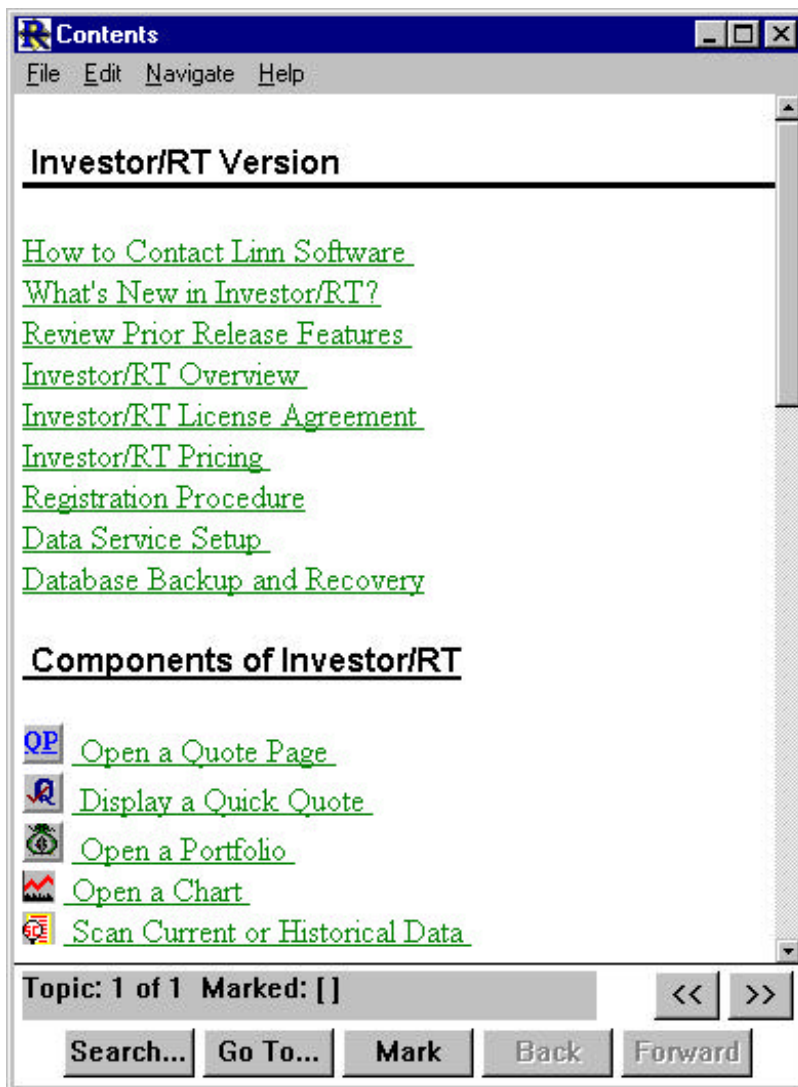 Contents
File Edit Navigate Help
Investor/RT Version
How to Contact Linn Software
What's New in Investor/RT?
Review Prior Release Features
Investor/RT Overview
Investor/RT License Agreement
Investor/RT Pricing
Registration Procedure
Data Service Setup
Database Backup and Recovery
Components of Investor/RT
QP Open a Quote Page
Display a Quick Quote
Open a Portfolio
Open a Chart
Scan Current or Historical Data
Topic: 1 of 1 Marked: [ ]
<< >>
Search... Go To... Mark Back Forward